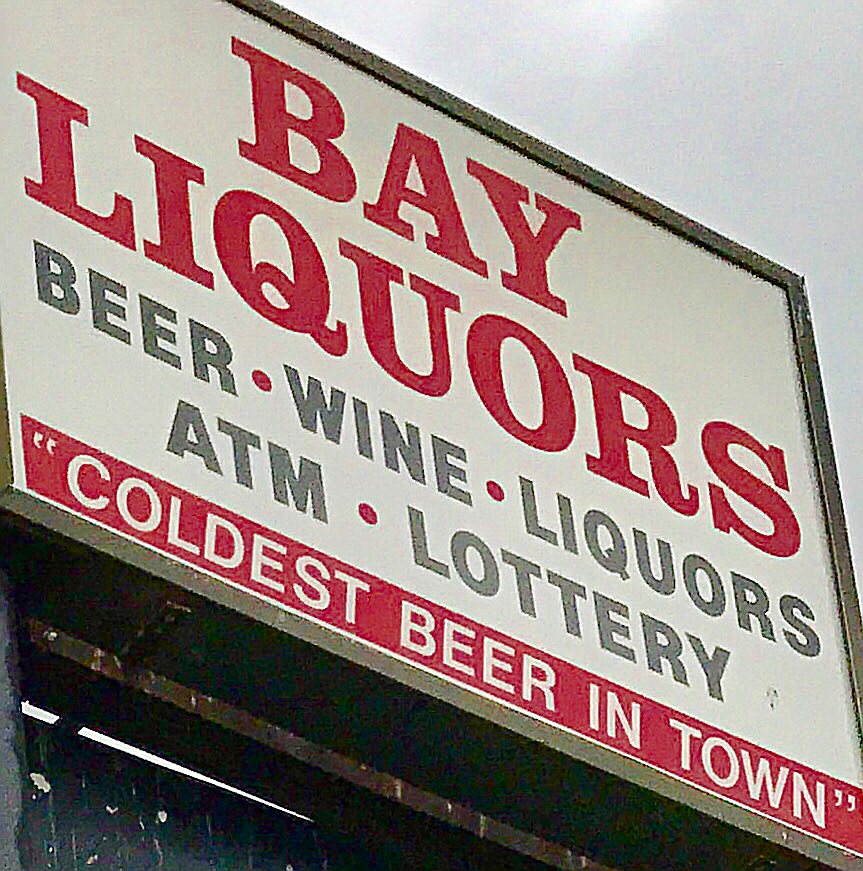 BAY
LIQUORS
BEER • WINE • LIQUORS
ATM • LOTTERY
“COLDEST BEER IN TOWN”